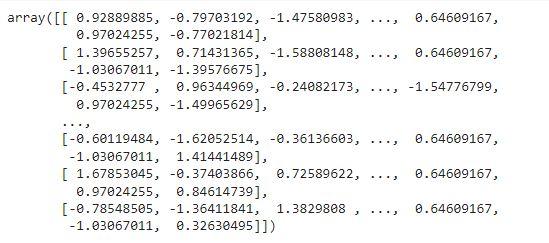 array([[ 0.92889885, -0.79703192, -1.47580983, ..., 0.64609167,
0.97024255, -0.77021814],
[ 1.39655257, 0.71431365, -1.58808148, ..., 0.64609167,
-1.03067011, -1.39576675],
[-0.4532777 , 0.96344969, -0.24082173, ..., -1.54776799,
0.97024255, -1.49965629],
...,
[-0.60119484, -1.62052514, -0.36136603, ..., 0.64609167,
-1.03067011, 1.41441489],
[ 1.67853045, -0.37403866, 0.72589622, ..., 0.64609167,
0.97024255, 0.84614739],
[-0.78548505, -1.36411841, 1.3829808 , ..., 0.64609167,
-1.03067011, 0.32630495]])